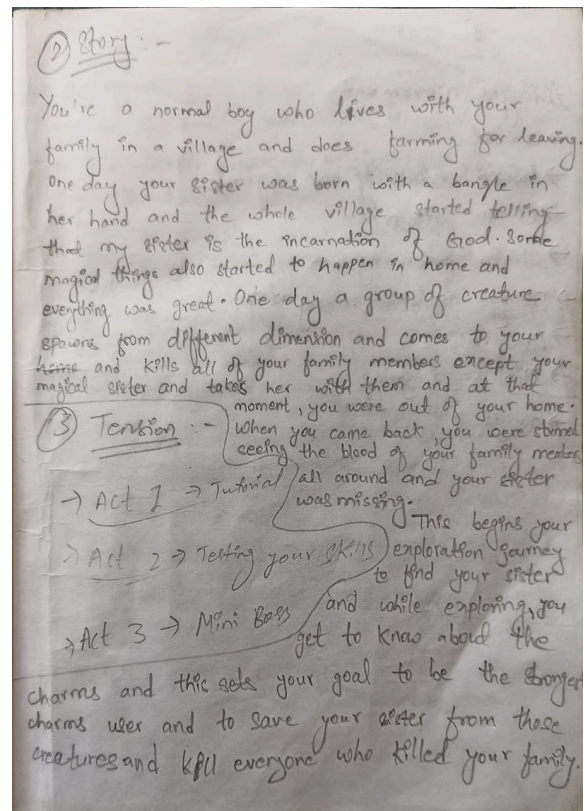 ② Story :-
You're a normal boy who lives with your
family in a village and does farming for leaving.
One day your sister was born with a bangle in
her hand and the whole village started telling
that my sister is the incarnation of God. Some
magical things also started to happen in home and
everything was great. One day a group of creature
spawns from different dimension and comes to your
home and kills all of your family members except your
magical sister and takes her with them and at that
moment, you were out of your home.
When you came back, you were stunned
seeing the blood of your family members
all around and your sister
was missing.
This begins your
exploration journey
to find your sister
and while exploring, you
get to know about the
charms and this sets your goal to be the stronger
charms user and to save your sister from those
creatures and kill everyone who killed your family.
③ Tension :-
→ Act 1 → Tutorial
→ Act 2 → Testing your skills
→ Act 3 → Mini Boss